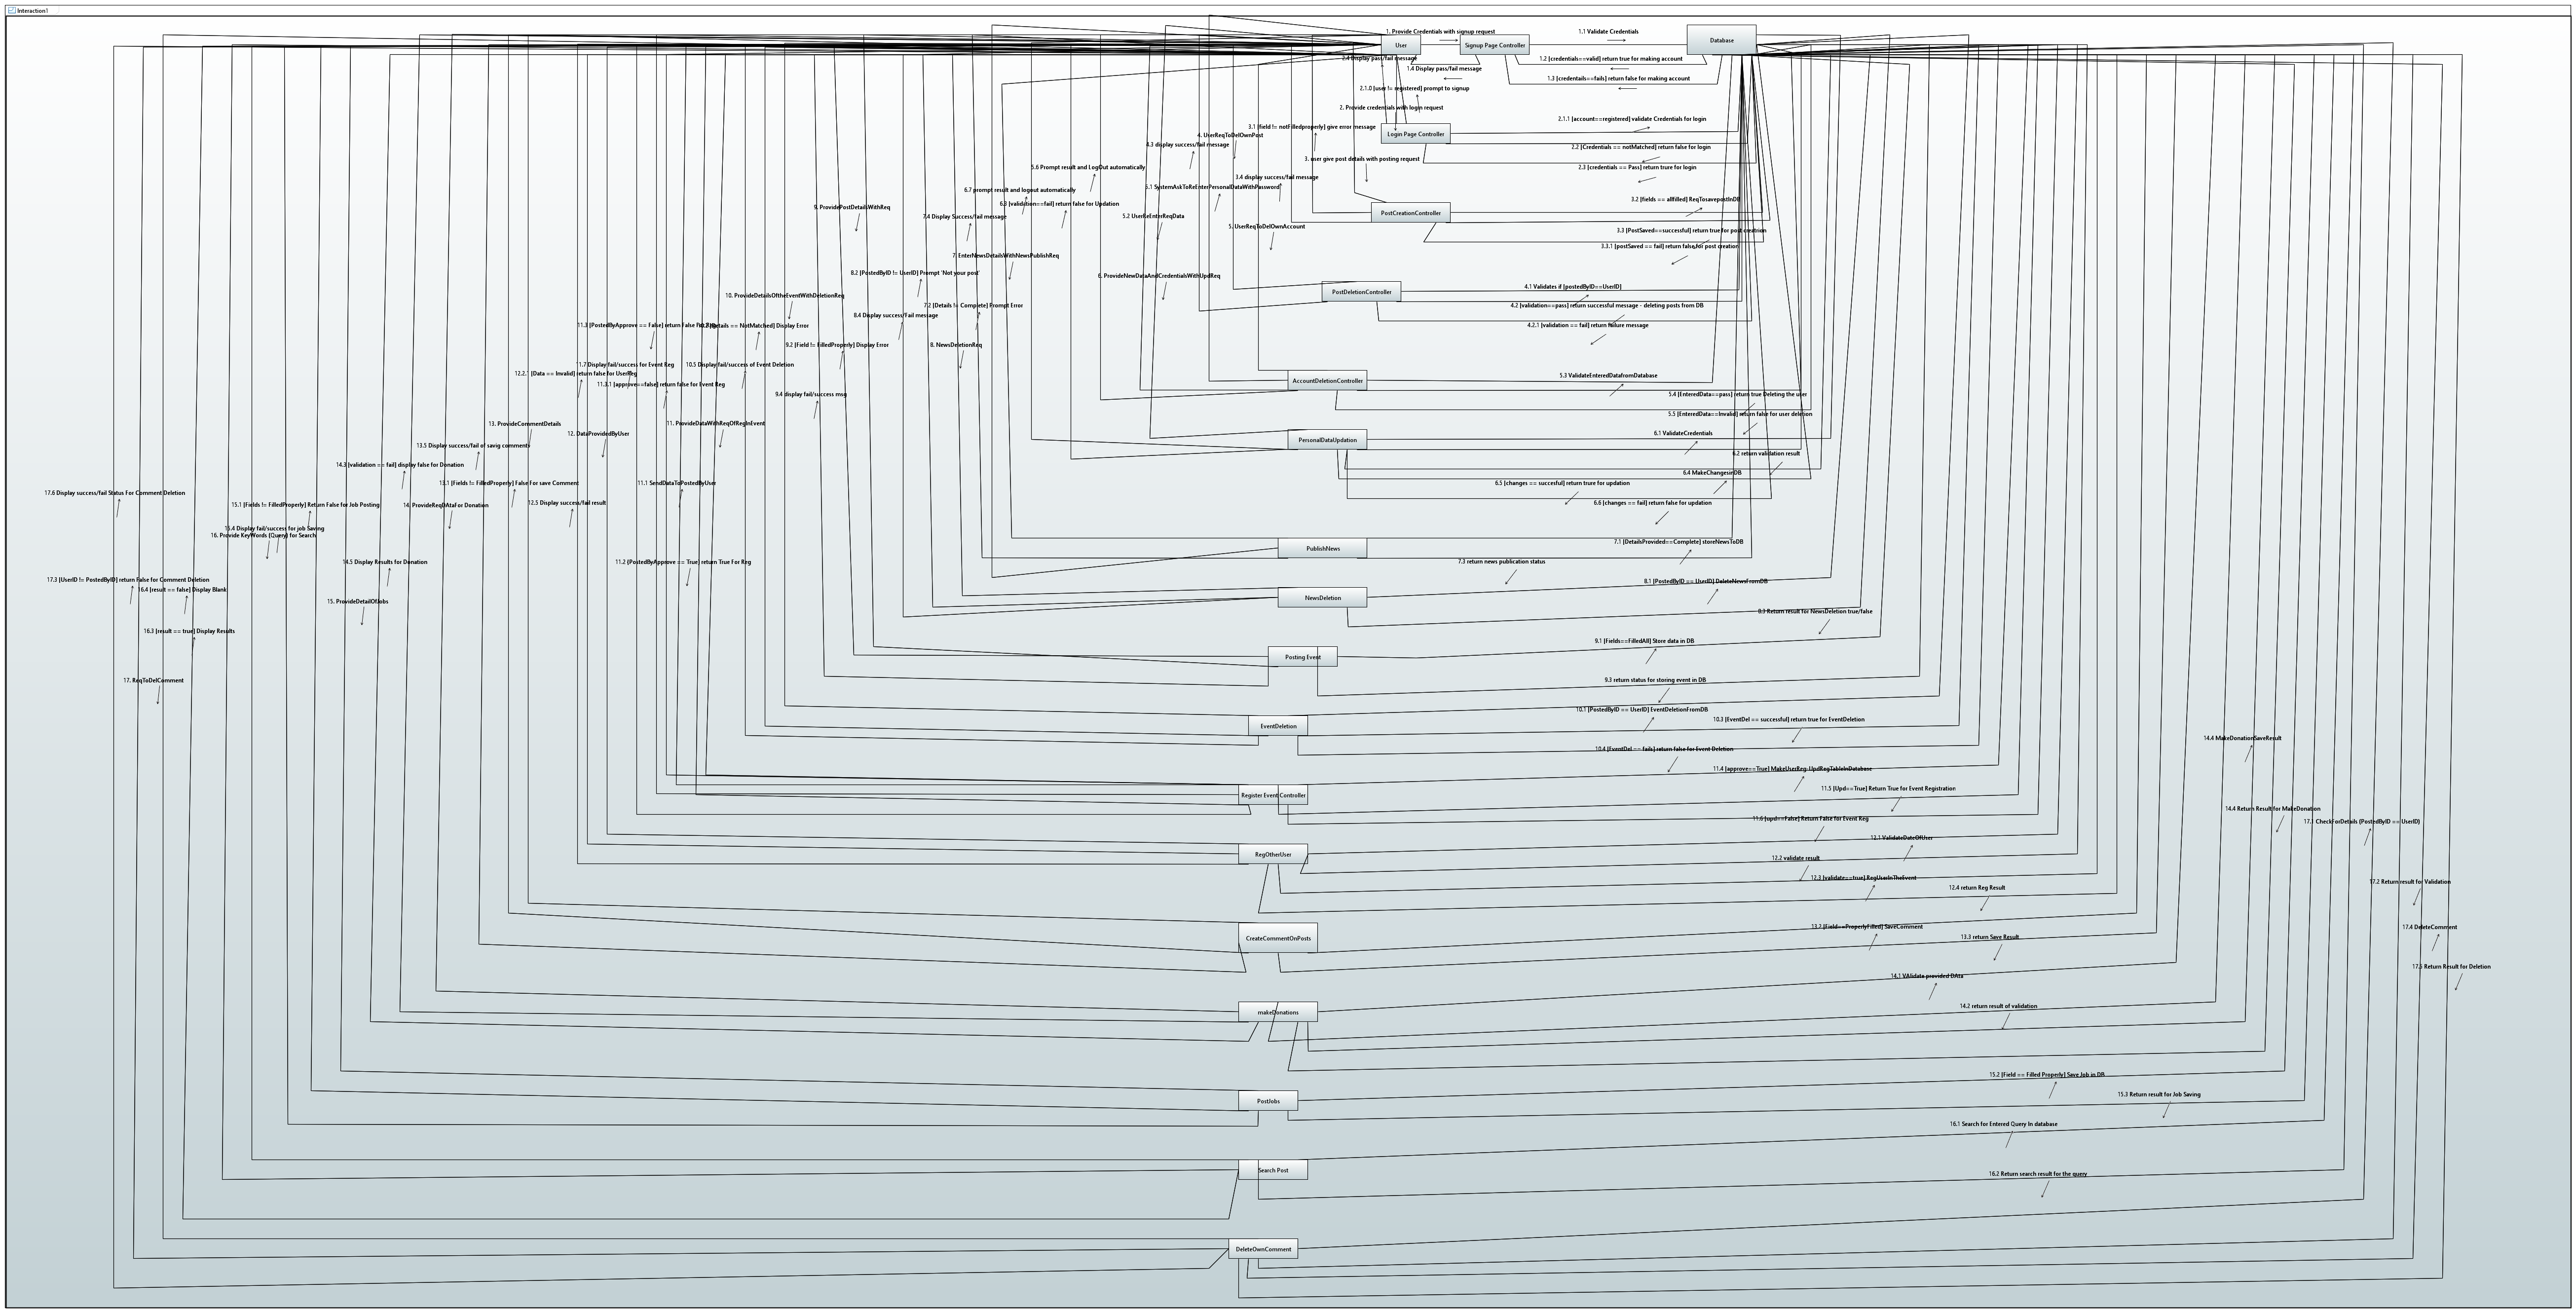 Interaction1
1. Provide Credentials with signup request
1.1 Validate Credentials
User
Signup Page Controller
Database
2.4 Display pass/fail message
1.2 [credentials==valid] return true for making account
1.4 Display pass/fail message
1.3 [credentails==fails] return false for making account
2.1.0 [user != registered] prompt to signup
2. Provide credentials with login request
2.1.1 [account==registered] validate Credentials for login
3.1 [field != notFilledproperly] give error message
Login Page Controller
4. UserReqToDelOwnPost
4.3 display success/fail message
2.2 [Credentials == notMatched] return false for login
3. user give post details with posting request
5.6 Prompt result and LogOut automatically
2.3 [credentials == Pass] return trure for login
3.4 display success/fail message
5.1 SystemAskToReEnterPersonalDataWithPassword
6.7 prompt result and logout automatically
3.2 [fields == allfilled] ReqTosavepostInDB
6.3 [validation==fail] return false for Updation
9. ProvidePostDetailsWithReq
PostCreationController
7.4 Display Success/fail message
5.2 UserReEnterReqData
5. UserReqToDelOwnAccount
3.3 [PostSaved==successful] return true for post creatrion
3.3.1 [postSaved == fail] return false for post creation
7. EnterNewsDetailsWithNewsPublishReq
8.2 [PostedByID != UserID] Prompt 'Not your post'
6. ProvideNewDataAndCredentialsWithUpdReq
4.1 Validates if [postedByID==UserID]
PostDeletionController
10. ProvideDetailsOftheEventWithDeletionReq
7.2 [Details != Complete] Prompt Error
4.2 [validation==pass] return successful message - deleting posts from DB
8.4 Display success/Fail message
11.3 [PostedByApprove == False] return False
Details == NotMatched] Display Error
4.2.1 [validation == fail] return failure message
9.2 [Field != FilledProperly] Display Error
8. NewsDeletionReq
11.7 Display fail/success for Event Reg
10.5 Display fail/success of Event Deletion
12.2. [Data == Invalid] return false for UserReg
5.3 ValidateEnteredDatafromDatabase
AccountDeletionController
11.3.1 [approve==false] return false for Event Reg
9.4 display fail/success msg
5.4 [EnteredData==pass] return true Deleting the user
5.5 [EnteredData==Invalid] return false for user deletion
13. ProvideCommentDetails
11. ProvideDataWithReqOfRegInEvent
12. DataProvidedByUser
6.1 ValidateCredentials
PersonalDataUpdation
13.5 Display success/fail of savig comments
6.2 return validation result
14.3 [validation == fail] display false for Donation
6.4 MakeChangesinDB
13.1 [Fields != FilledProperly] False For save Comment
11.1 SendDataToPostedByUser
6.5 [changes == succesful] return trure for updation
17.6 Display success/fail Status For Comment Deletion
12.5 Display success/fail result
6.6 [changes == fail] return false for updation
15.1 [Fields != FilledProperly] Return False for Job Posting
14. ProvideReqDAtaFor Donation
15.4 Display fail/success for job Saving
16. Provide KeyWords (Query) for Search
7.1 [DetailsProvided==Complete] storeNewsToDB
PublishNews
14.5 Display Results for Donation
11.2 [PostedByApprove == True] return True For Reg
7.3 return news publication status
17.3 [UserID != PostedByID] return False for Comment Deletion
8.1 [PostedByID == UserID] DeleteNewsFromDB
16.4 [result == false] Display Blank
NewsDeletion
15. ProvideDetailOfJobs
8.3 Return result for NewsDeletion true/false
16.3 [result == true] Display Results
9.1 [Fields==FilledAll] Store data in DB
Posting Event
17. ReqToDelComment
9.3 return status for storing event in DB
10.1 [PostedByID == UserID] EventDeletionFromDB
10.3 [EventDel == successful] return true for EventDeletion
EventDeletion
14.4 MakeDonationSaveResult
10.4 [EventDel == fails] return false for Event Deletion
11.4 [approve==True] MakeUserReg-UpdRegTableInDatabase
11.5 [Upd==True] Return True for Event Registration
Register Event Controller
14.4 Return Result for MakeDonation
11.6 [upd==False] Return False for Event Reg
17.1 CheckForDetails (PostedByID == UserID)
12.1 ValidateDateOfUser
RegOtherUser
12.2 validate result
12.3 [validate==true] RegUserInTheEvent
17.2 Return result for Validation
12.4 return Reg Result
13.2 [Field==ProperlyFilled] SaveComment
17.4 DeleteComment
CreateCommentOnPosts
13.3 return Save Result
17.5 Return Result for Deletion
14.1 VAlidate provided DAta
14.2 return result of validation
makeDonations
15.2 [Field == Filled Properly] Save Job in DB
15.3 Return result for Job Saving
PostJobs
16.1 Search for Entered Query In database
Search Post
16.2 Return search result for the query
DeleteOwnComment